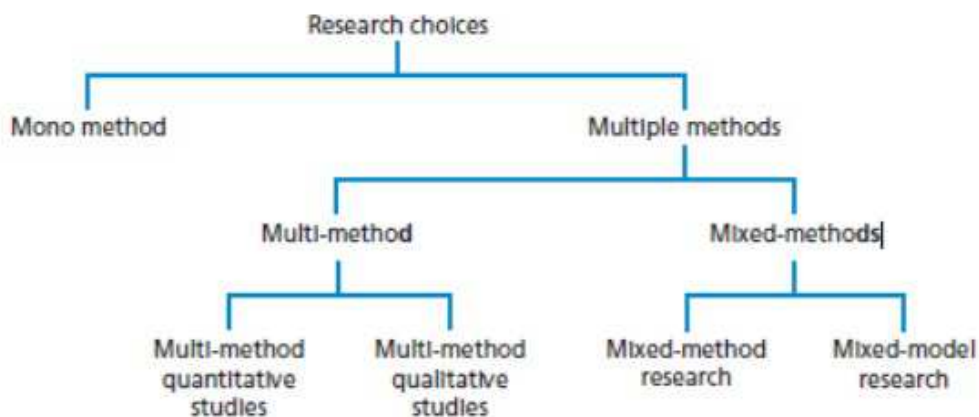 Research choices
Mono method
Multiple methods
Multi-method
Mixed-methods
Multi-method
quantitative
studies
Multi-method
qualitative
studies
Mixed-method
research
Mixed-model
research